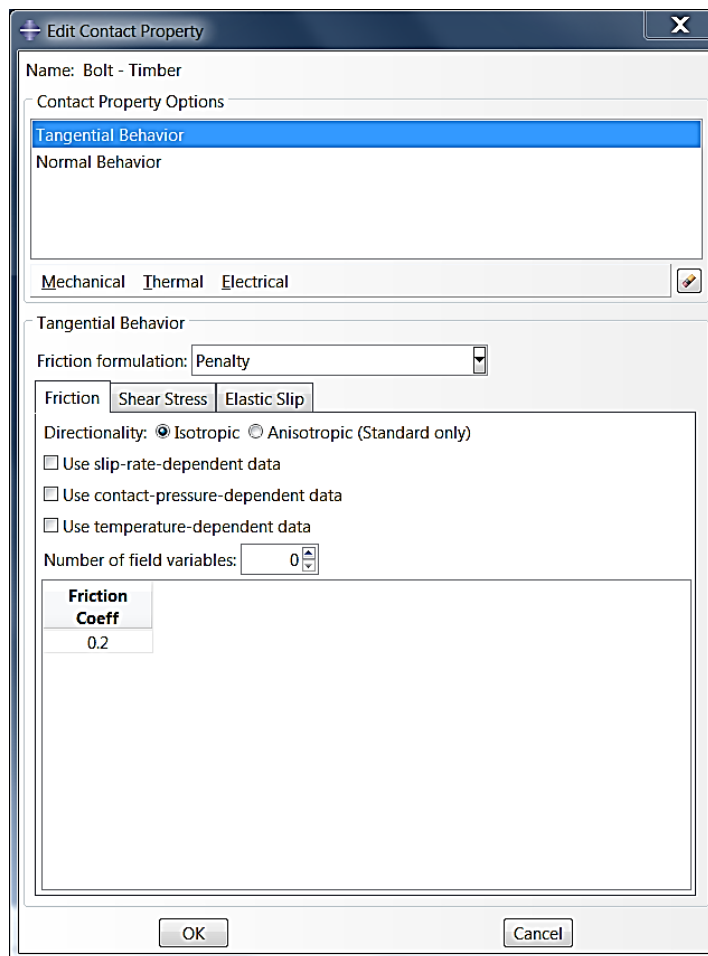 Edit Contact Property
X
Name: Bolt - Timber
Contact Property Options
Tangential Behavior
Normal Behavior
Mechanical Thermal Electrical
Tangential Behavior
Friction formulation: Penalty
Friction Shear Stress Elastic Slip
Directionality: Isotropic Anisotropic (Standard only)
Use slip-rate-dependent data
Use contact-pressure-dependent data
Use temperature-dependent data
Number of field variables: 0
Friction
Coeff
0.2
OK Cancel